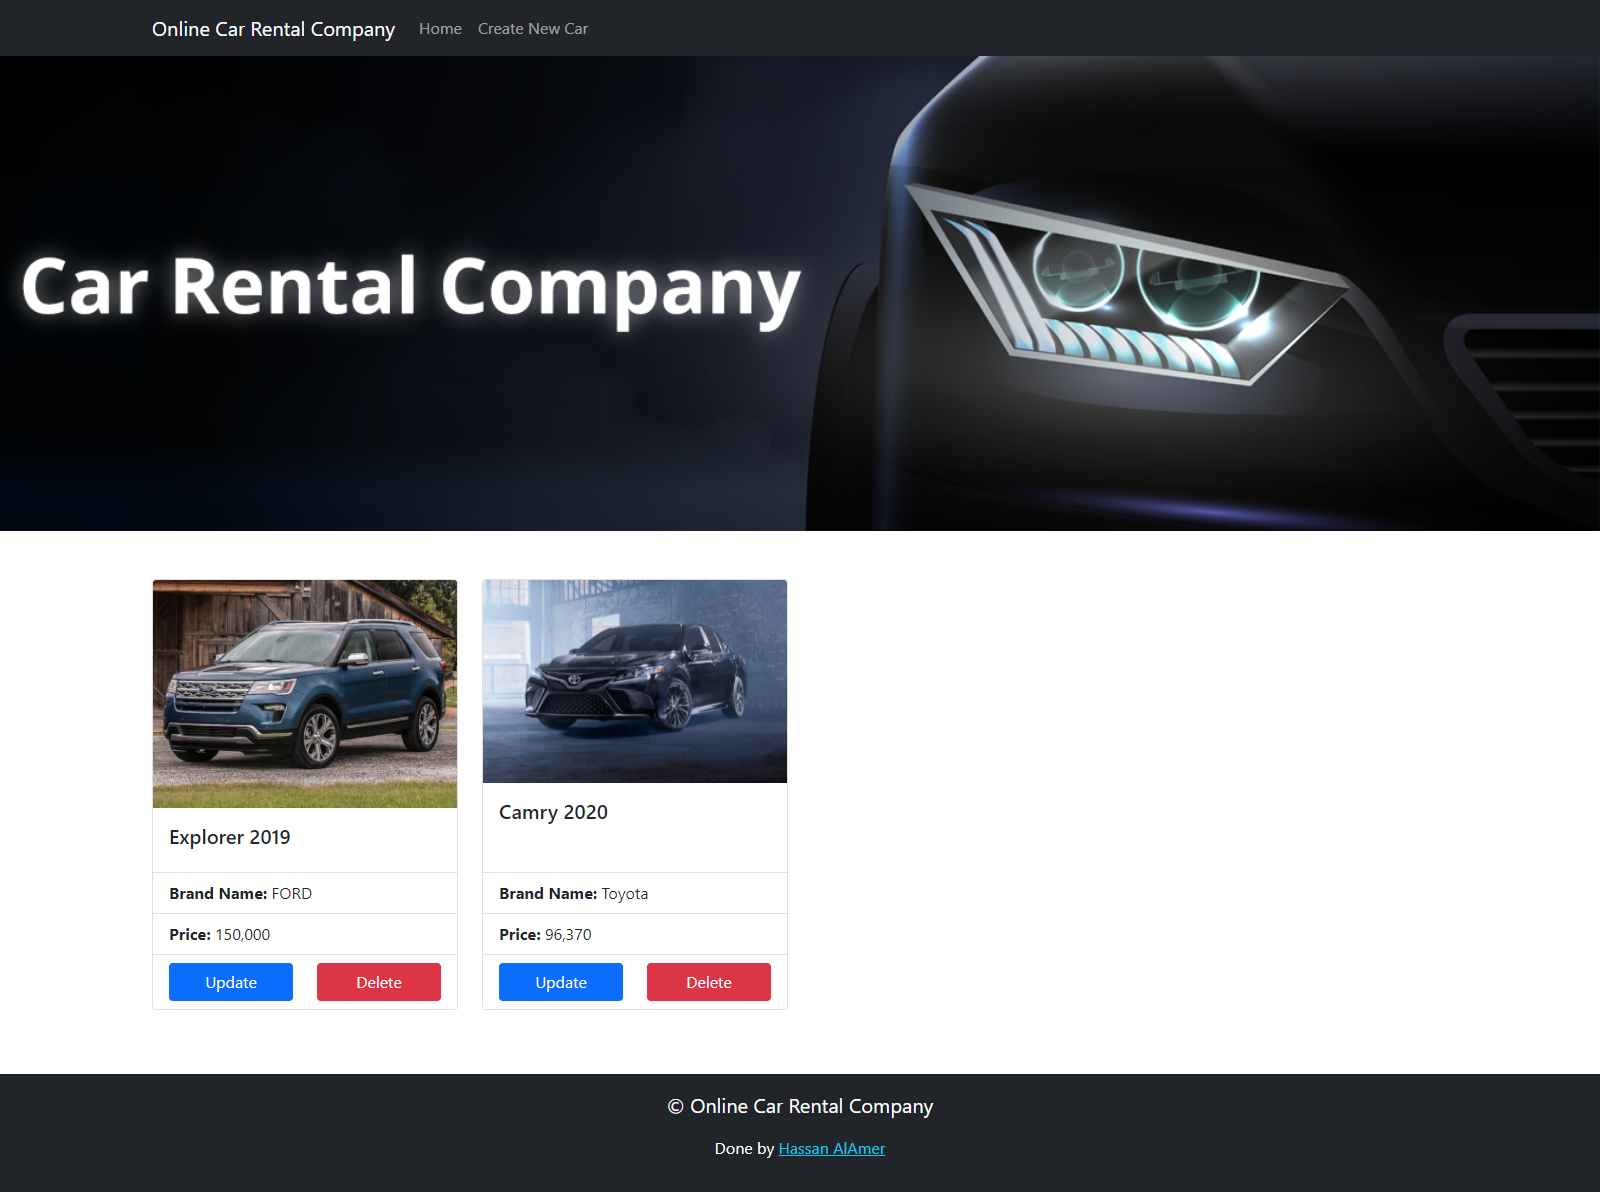 Online Car Rental Company Home Create New Car
Car Rental Company
Explorer 2019
Brand Name: FORD
Price: 150,000
Update Delete
Camry 2020
Brand Name: Toyota
Price: 96,370
Update Delete
© Online Car Rental Company
Done by Hassan AlAmer